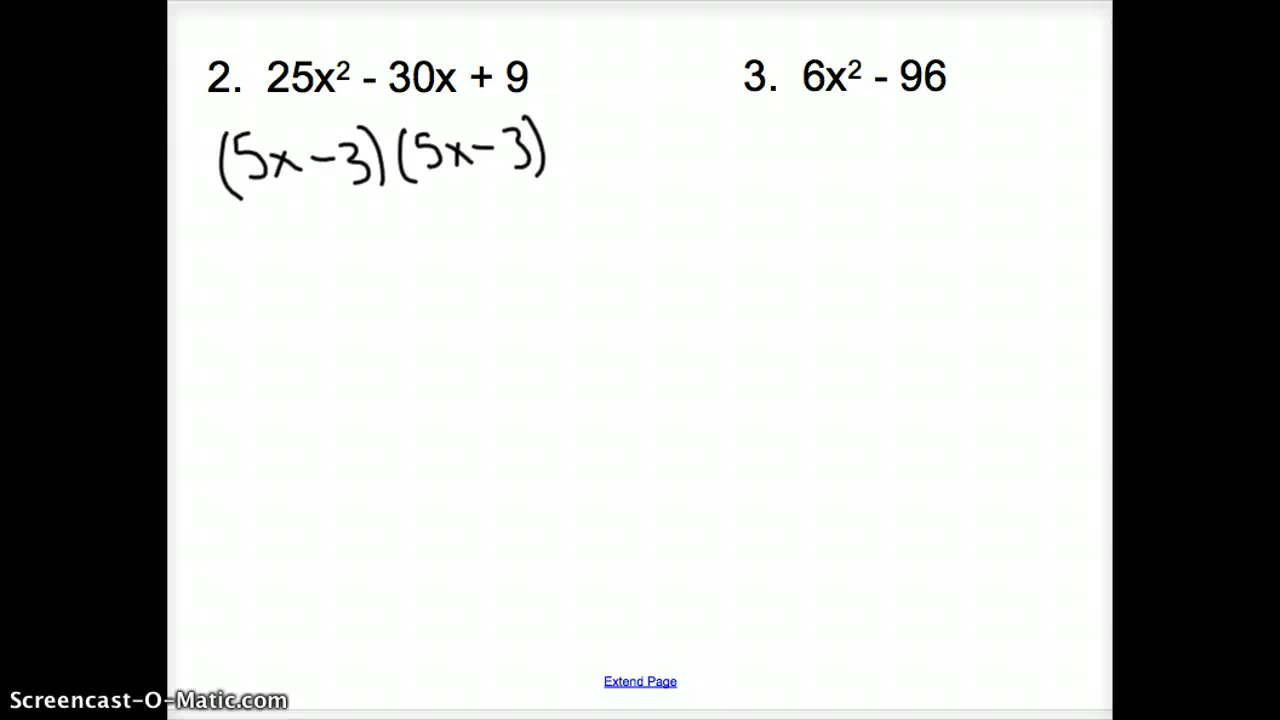 2. 25x² - 30x + 9
(5x - 3)(5x - 3)
3. 6x² - 96
Extend Page
Screencast-O-Matic.com